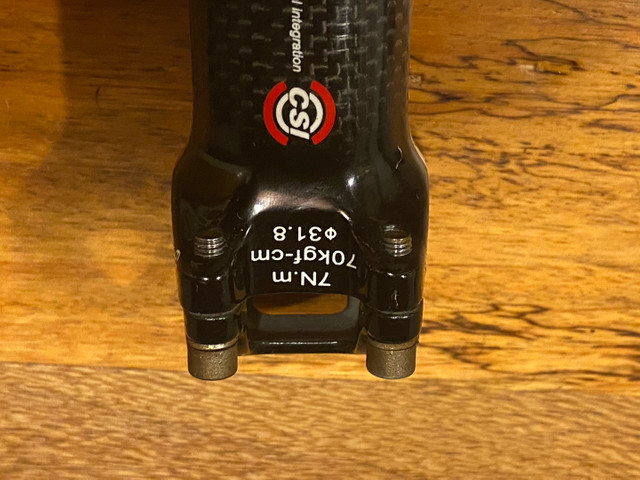 integration
CSI
7N.m
70kgf-cm
Φ31.8